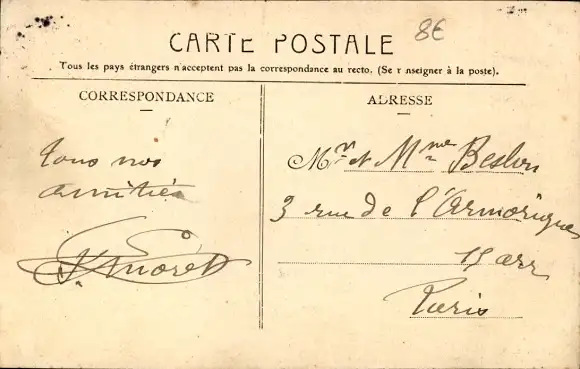 8€
CARTE POSTALE
Tous les pays étrangers n'acceptent pas la correspondance au recto. (Se r nseigner à la poste).
CORRESPONDANCE
ADRESSE
tous nos
amitiés
Mr et Mme Beslon
3 rue de l'Armorique
15 arr
Paris